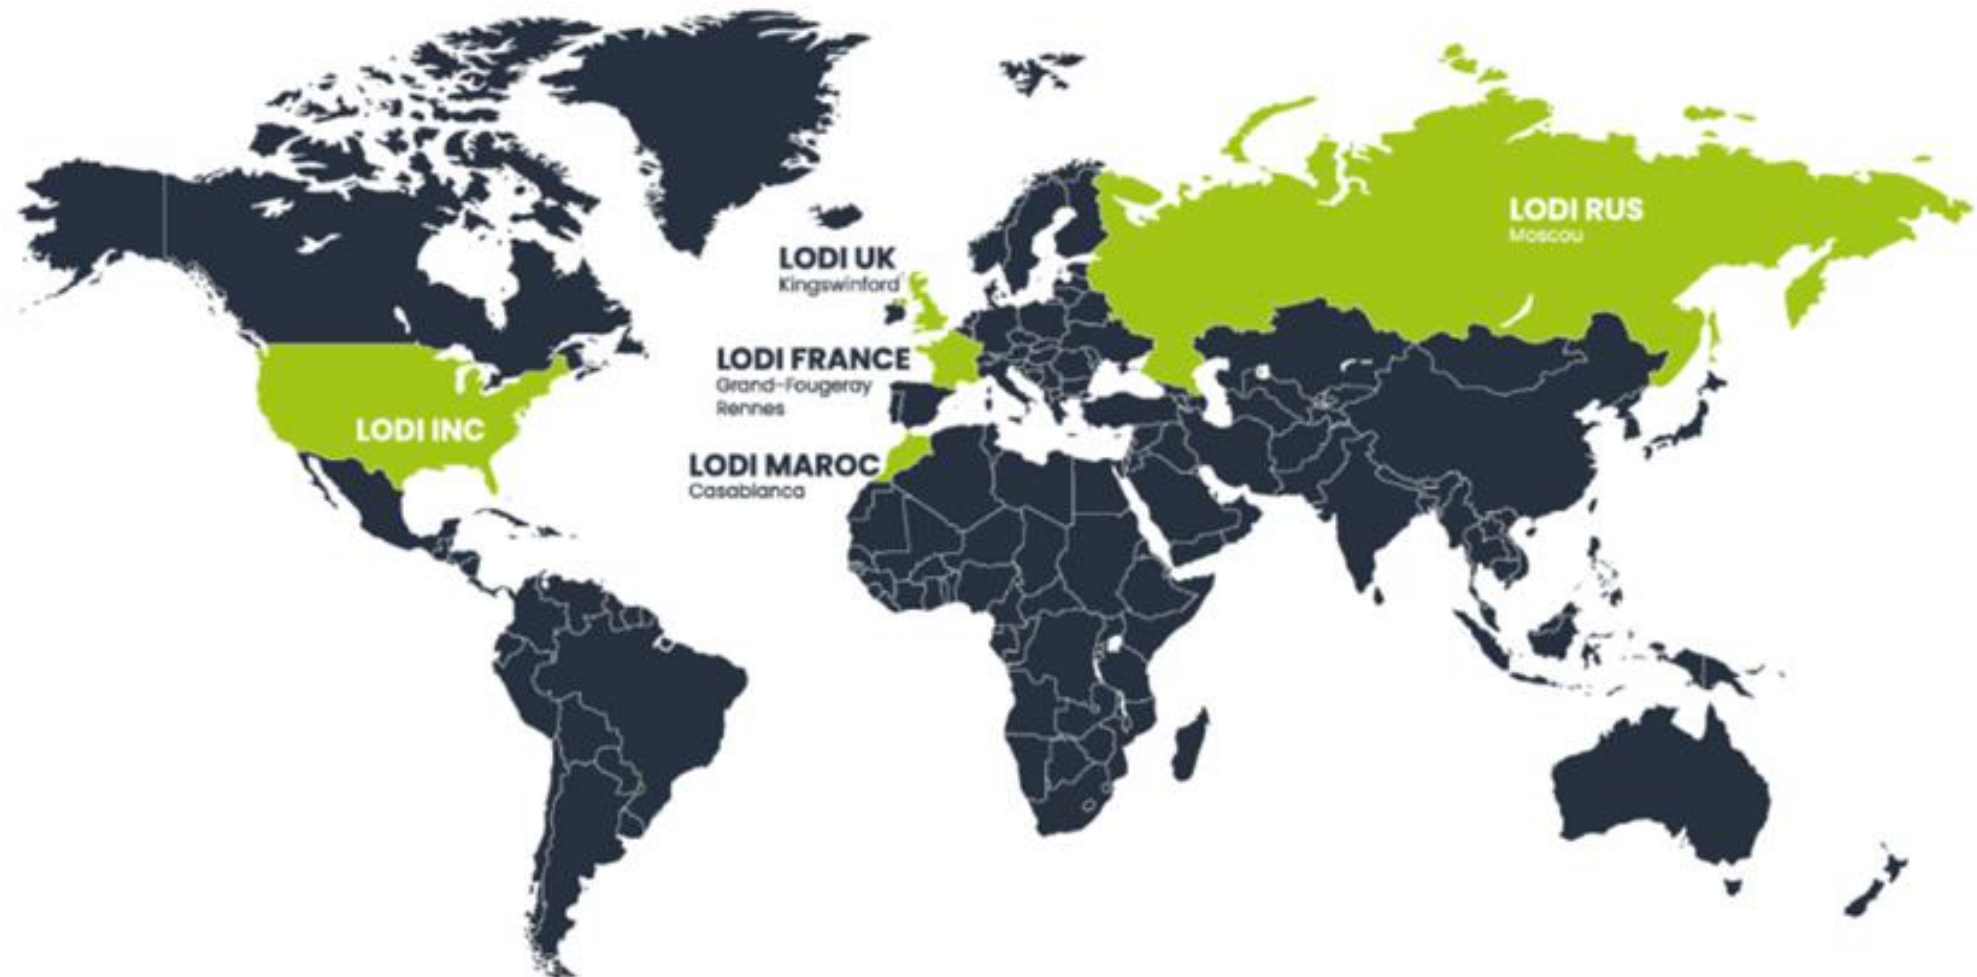 LODI RUS
Moscou
LODI UK
Kingswinford
LODI FRANCE
Grand-Fougeray
Rennes
LODI INC
LODI MAROC
Casablanca